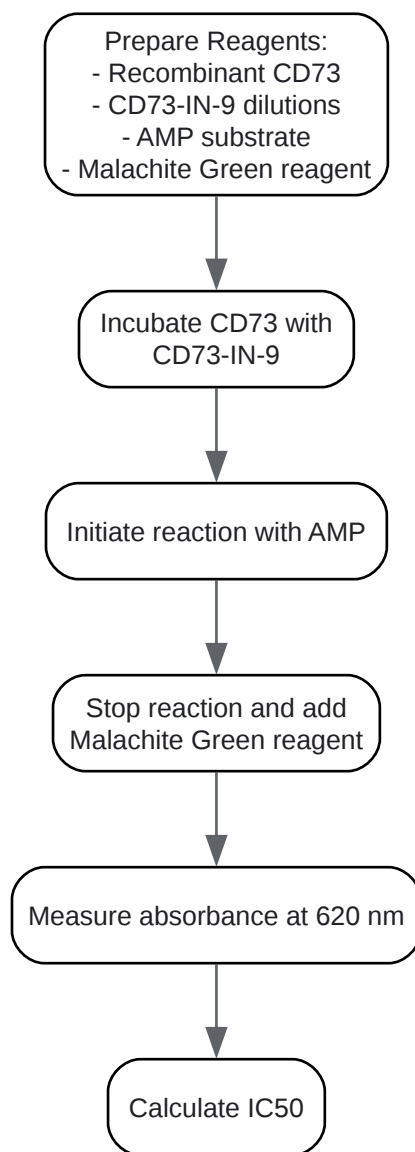 Prepare Reagents:
- Recombinant CD73
- CD73-IN-9 dilutions
- AMP substrate
- Malachite Green reagent
Incubate CD73 with
CD73-IN-9
Initiate reaction with AMP
Stop reaction and add
Malachite Green reagent
Measure absorbance at 620 nm
Calculate IC50